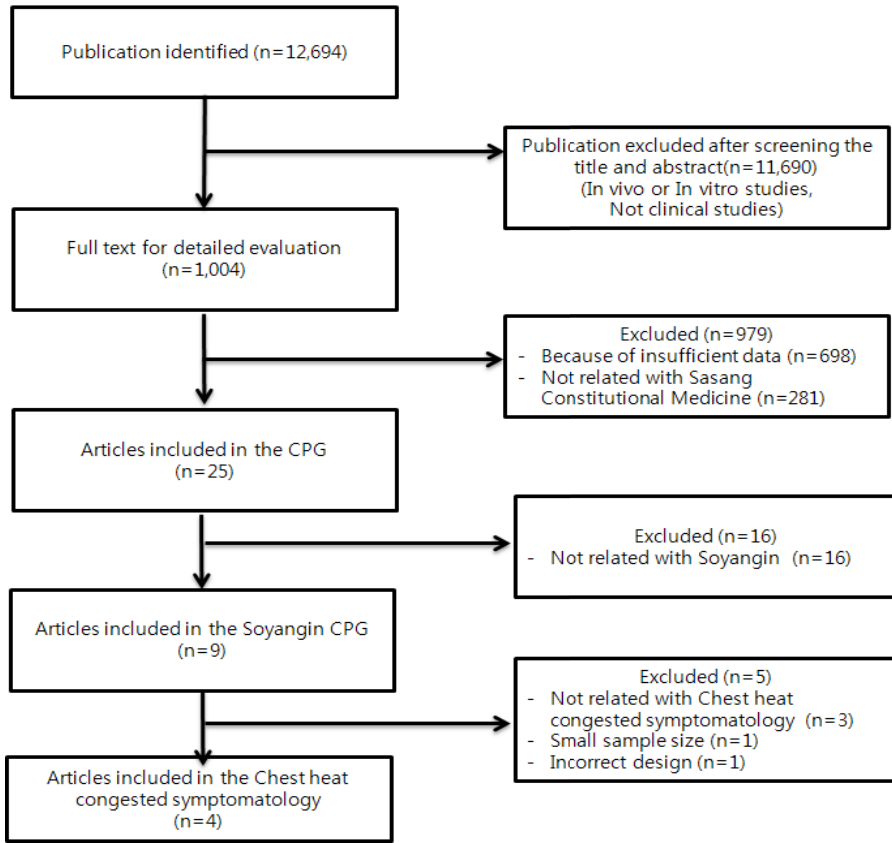 Publication identified (n=12,694)
Publication excluded after screening the
title and abstract(n=11,690)
(In vivo or In vitro studies,
Not clinical studies)
Full text for detailed evaluation
(n=1,004)
Excluded (n=979)
- Because of insufficient data (n=698)
- Not related with Sasang
Constitutional Medicine (n=281)
Articles included in the CPG
(n=25)
Excluded (n=16)
- Not related with Soyangin (n=16)
Articles included in the Soyangin CPG
(n=9)
Excluded (n=5)
- Not related with Chest heat
congested symptomatology (n=3)
- Small sample size (n=1)
- Incorrect design (n=1)
Articles included in the Chest heat
congested symptomatology
(n=4)